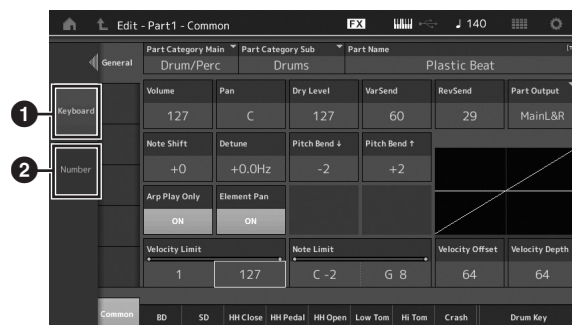 Edit - Part1 - Common FX ♩ 140
General
Part Category Main Part Category Sub Part Name
Drum/Perc Drums Plastic Beat
1 Keyboard
Volume Pan Dry Level VarSend RevSend Part Output
127 C 127 60 29 MainL&R
2 Number
Note Shift Detune Pitch Bend ↓ Pitch Bend ↑
+0 +0.0Hz -2 +2
Arp Play Only Element Pan
ON ON
Velocity Limit Note Limit Velocity Offset Velocity Depth
1 127 C -2 G 8 64 64
Common BD SD HH Close HH Pedal HH Open Low Tom Hi Tom Crash Drum Key